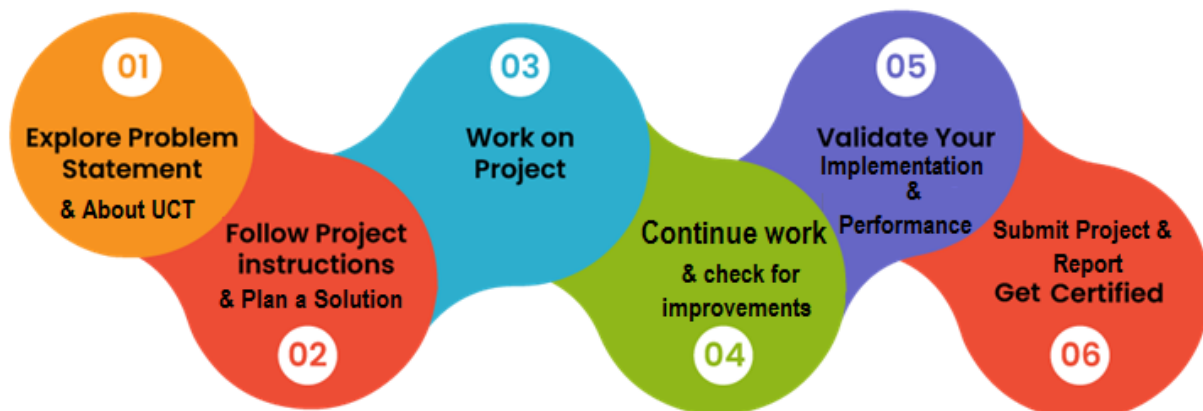 01
Explore Problem
Statement
& About UCT
Follow Project
instructions
& Plan a Solution
02
03
Work on
Project
Continue work
& check for
improvements
04
05
Validate Your
Implementation
&
Performance
Submit Project &
Report
Get Certified
06